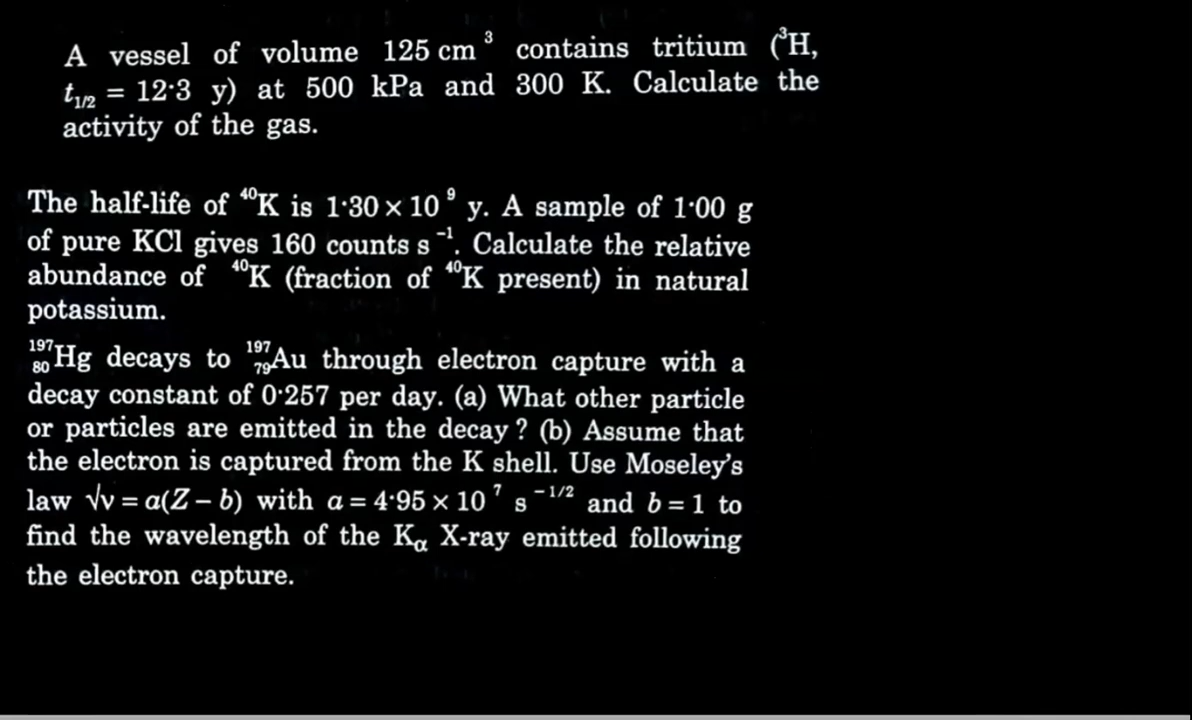 A vessel of volume 125 cm³ contains tritium (³H,
t₁/₂ = 12·3 y) at 500 kPa and 300 K. Calculate the
activity of the gas.
The half-life of ⁴⁰K is 1·30 × 10⁹ y. A sample of 1·00 g
of pure KCl gives 160 counts s⁻¹. Calculate the relative
abundance of ⁴⁰K (fraction of ⁴⁰K present) in natural
potassium.
¹⁹⁷₈₀Hg decays to ¹⁹⁷₇₉Au through electron capture with a
decay constant of 0·257 per day. (a) What other particle
or particles are emitted in the decay ? (b) Assume that
the electron is captured from the K shell. Use Moseley's
law √ν = a(Z – b) with a = 4·95 × 10⁷ s⁻¹/² and b = 1 to
find the wavelength of the Kα X-ray emitted following
the electron capture.